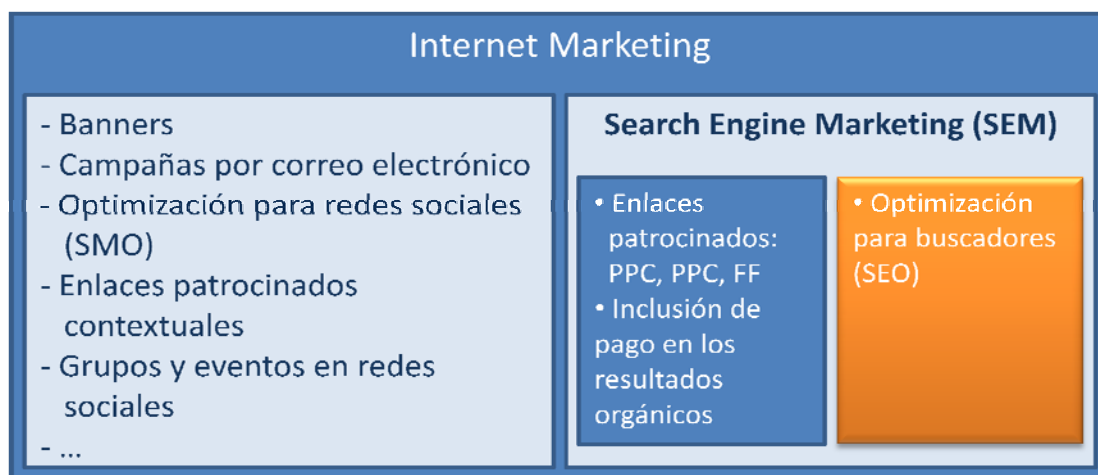 Internet Marketing
- Banners
- Campañas por correo electrónico
- Optimización para redes sociales
(SMO)
- Enlaces patrocinados
contextuales
- Grupos y eventos en redes
sociales
- ...
Search Engine Marketing (SEM)
• Enlaces
patrocinados:
PPC, PPC, FF
• Inclusión de
pago en los
resultados
orgánicos
• Optimización
para buscadores
(SEO)